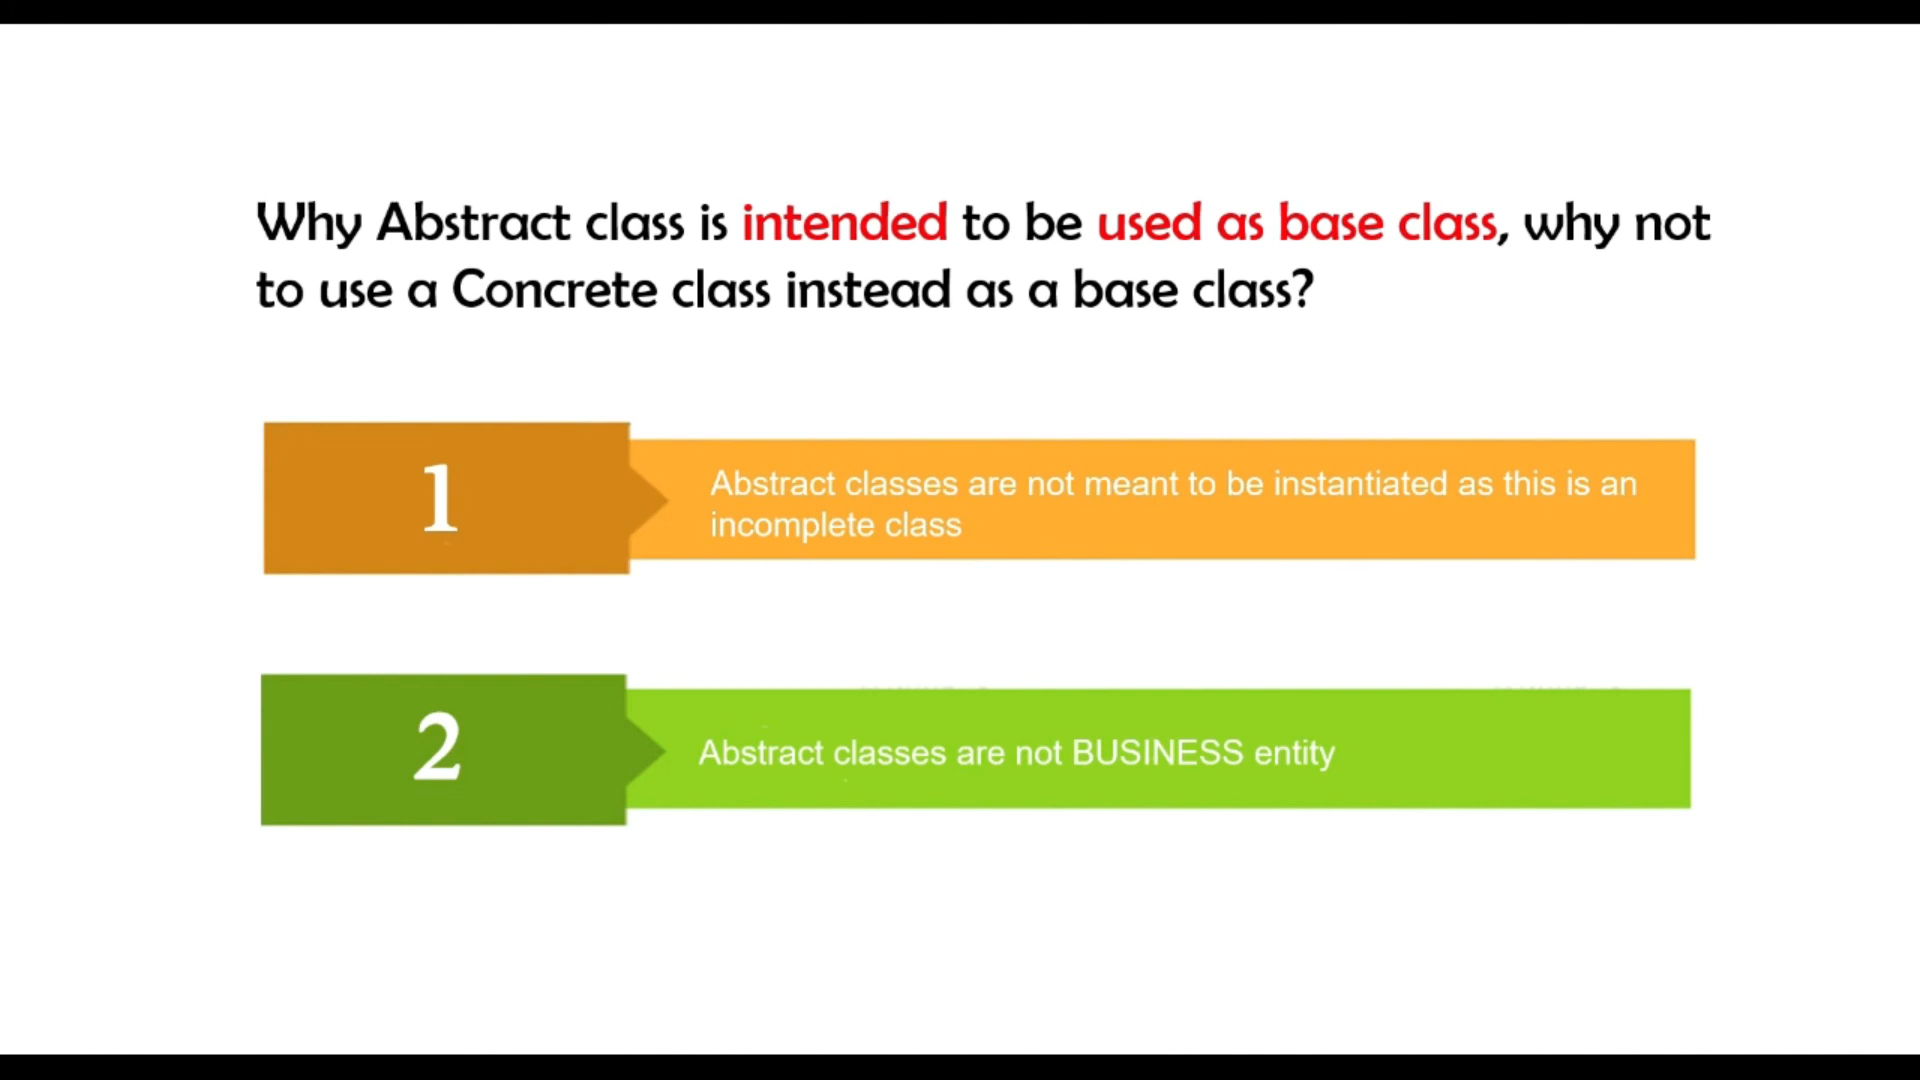 Why Abstract class is intended to be used as base class, why not
to use a Concrete class instead as a base class?
1
Abstract classes are not meant to be instantiated as this is an
incomplete class
2
Abstract classes are not BUSINESS entity